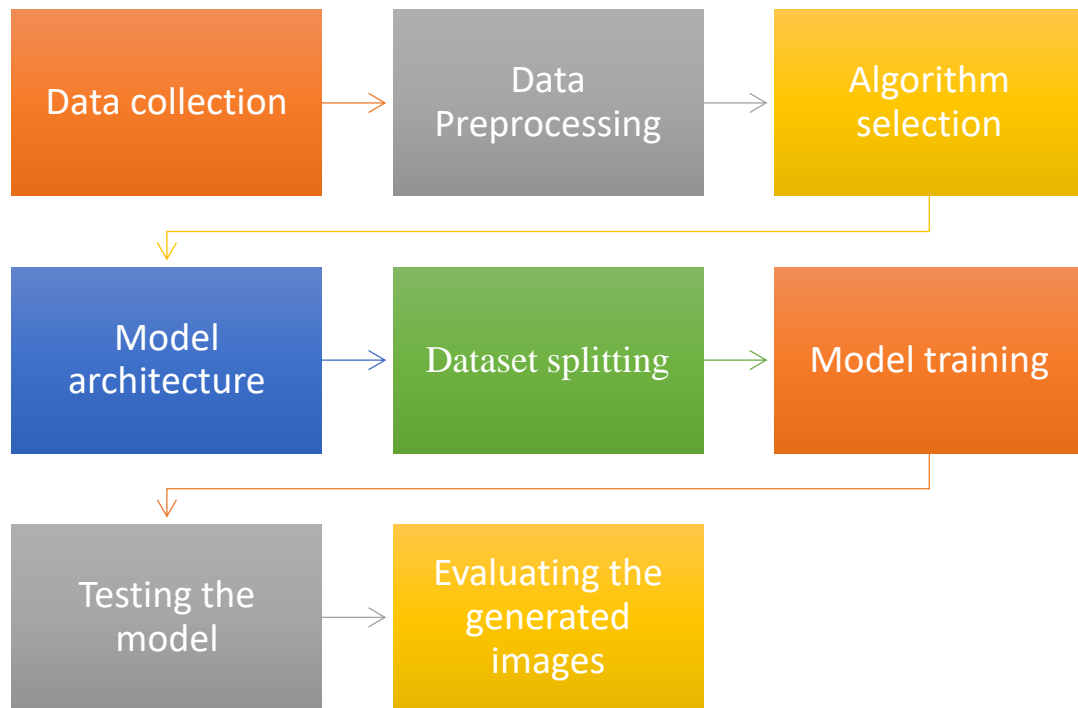 Data collection
Data
Preprocessing
Algorithm
selection
Model
architecture
Dataset splitting
Model training
Testing the
model
Evaluating the
generated
images